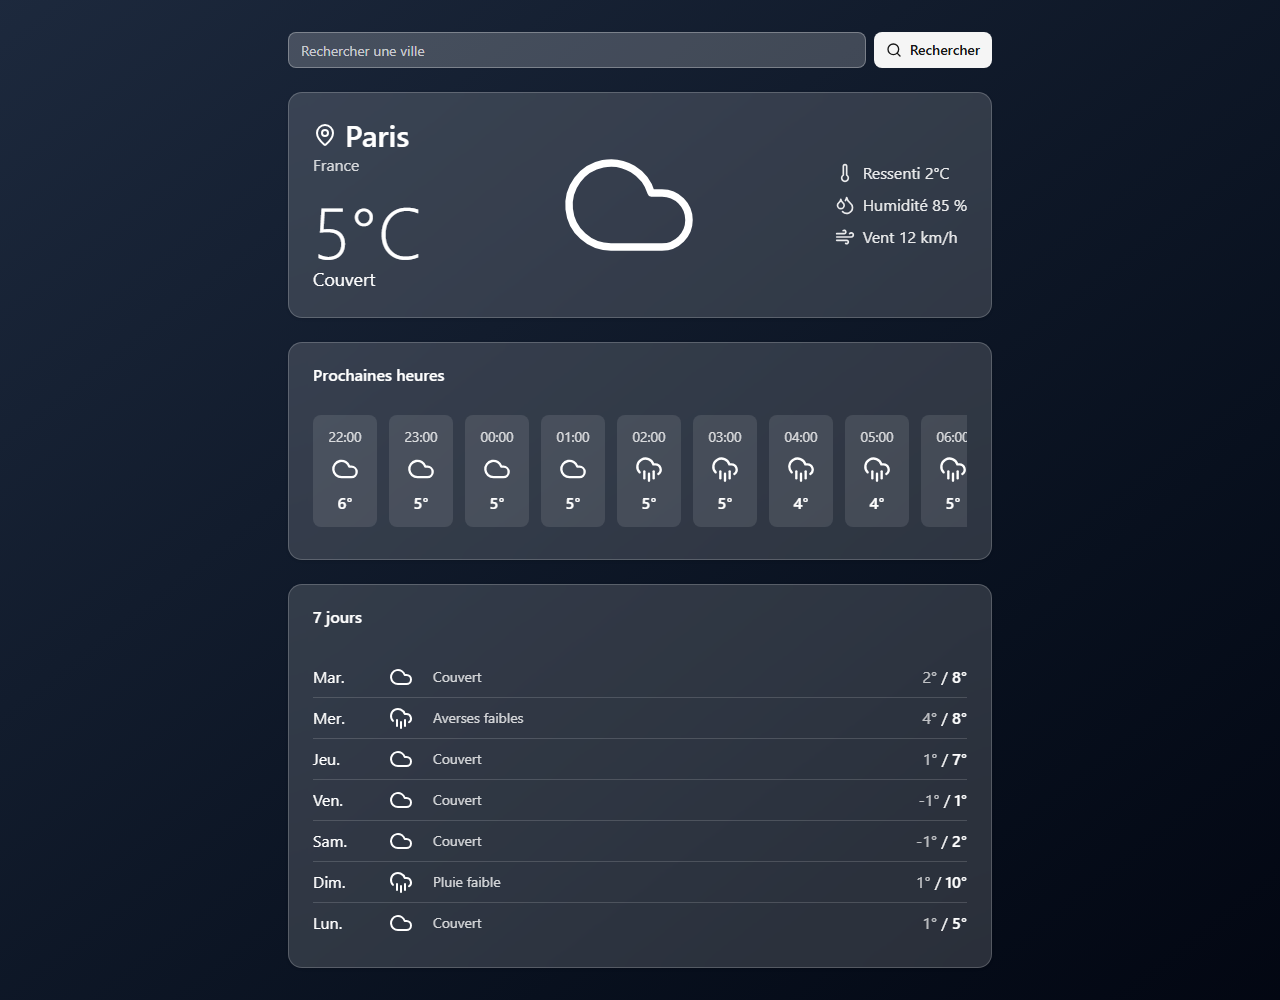 Rechercher une ville
Rechercher
Paris
France
5°C
Couvert
Ressenti 2°C
Humidité 85 %
Vent 12 km/h
Prochaines heures
22:00 23:00 00:00 01:00 02:00 03:00 04:00 05:00 06:00
6° 5° 5° 5° 5° 5° 4° 4° 5°
7 jours
Mar. Couvert 2° / 8°
Mer. Averses faibles 4° / 8°
Jeu. Couvert 1° / 7°
Ven. Couvert -1° / 1°
Sam. Couvert -1° / 2°
Dim. Pluie faible 1° / 10°
Lun. Couvert 1° / 5°